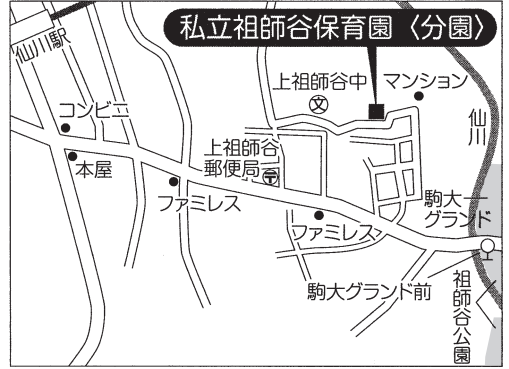 私立祖師谷保育園〈分園〉
仙川駅
上祖師谷中
マンション
文
コンビニ
仙川
本屋
上祖師谷
郵便局
〒
ファミレス
駒大
グランド
ファミレス
駒大グランド前
祖師谷公園